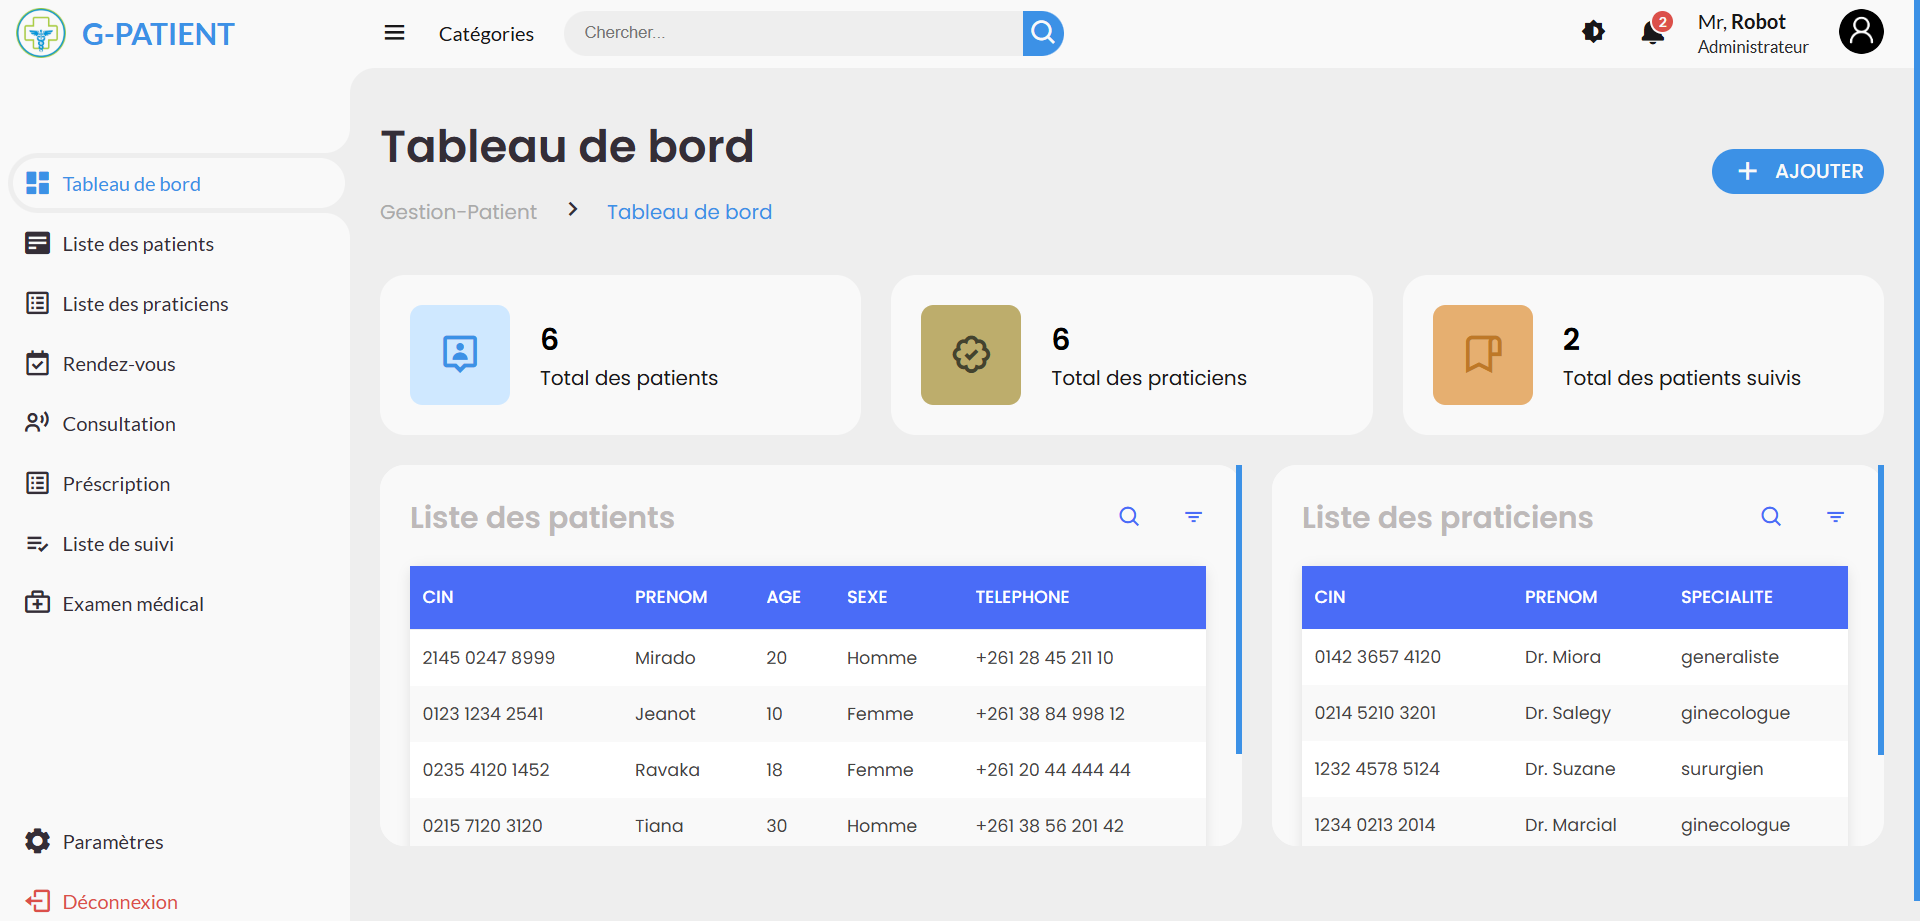 G-PATIENT
Catégories
Chercher...
2
Mr, Robot
Administrateur
Tableau de bord
Liste des patients
Liste des praticiens
Rendez-vous
Consultation
Préscription
Liste de suivi
Examen médical
Paramètres
Déconnexion
Tableau de bord
Gestion-Patient > Tableau de bord
AJOUTER
6
Total des patients
6
Total des praticiens
2
Total des patients suivis
Liste des patients
CIN PRENOM AGE SEXE TELEPHONE
2145 0247 8999 Mirado 20 Homme +261 28 45 211 10
0123 1234 2541 Jeanot 10 Femme +261 38 84 998 12
0235 4120 1452 Ravaka 18 Femme +261 20 44 444 44
0215 7120 3120 Tiana 30 Homme +261 38 56 201 42
Liste des praticiens
CIN PRENOM SPECIALITE
0142 3657 4120 Dr. Miora generaliste
0214 5210 3201 Dr. Salegy ginecologue
1232 4578 5124 Dr. Suzane sururgien
1234 0213 2014 Dr. Marcial ginecologue